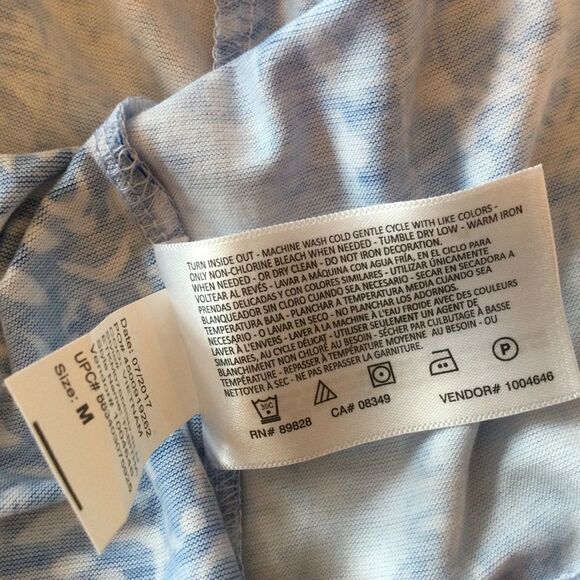 TURN INSIDE OUT - MACHINE WASH COLD GENTLE CYCLE WITH LIKE COLORS -
ONLY NON-CHLORINE BLEACH WHEN NEEDED - TUMBLE DRY LOW - WARM IRON
WHEN NEEDED - OR DRY CLEAN - DO NOT IRON DECORATION.
VOLTEAR AL REVÉS - LAVAR A MÁQUINA CON AGUA FRÍA, EN EL CICLO PARA
PRENDAS DELICADAS Y CON COLORES SIMILARES - UTILIZAR ÚNICAMENTE
BLANQUEADOR SIN CLORO CUANDO SEA NECESARIO - SECAR EN SECADORA A
TEMPERATURA BAJA - PLANCHAR A TEMPERATURA MEDIA CUANDO SEA
NECESARIO - O LAVAR EN SECO - NO PLANCHAR LOS ADORNOS.
LAVER À L'ENVERS - LAVER À LA MACHINE À L'EAU FROIDE AVEC DES COULEURS
SIMILAIRES, AU CYCLE DÉLICAT - UTILISER SEULEMENT UN AGENT DE
BLANCHIMENT NON CHLORÉ AU BESOIN - SÉCHER PAR CULBUTAGE À BASSE
TEMPÉRATURE - REPASSER À TEMPÉRATURE MOYENNE AU BESOIN - OU
NETTOYER À SEC - NE PAS REPASSER LA GARNITURE.
30C P
RN# 89828 CA# 08349 VENDOR# 1004646
Date: 07/2017
UPC#
Size: M